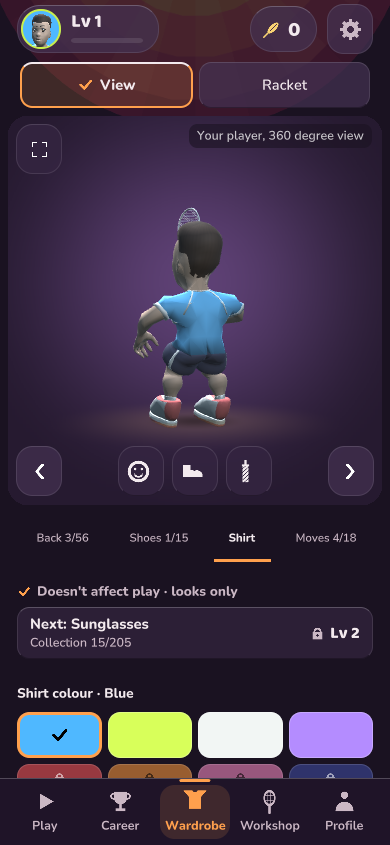 Lv 1
0
View
Racket
Your player, 360 degree view
Back 3/56
Shoes 1/15
Shirt
Moves 4/18
Doesn't affect play · looks only
Next: Sunglasses
Collection 15/205
Lv 2
Shirt colour · Blue
Play
Career
Wardrobe
Workshop
Profile